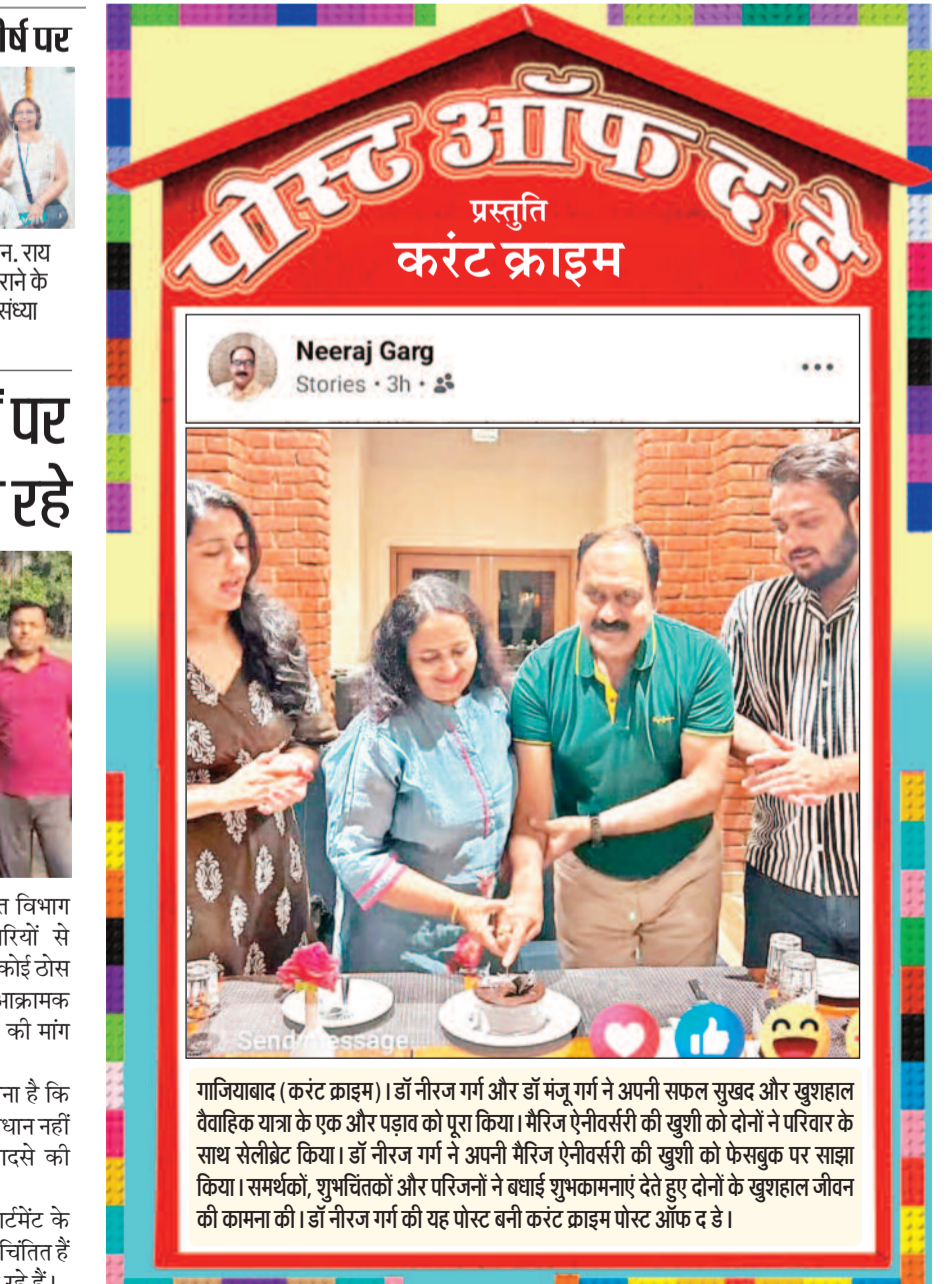 र्ष पर
न. राय
राने के
संध्या
पर
रहे
त विभाग
रियों से
कोई ठोस
आक्रामक
की मांग
ना है कि
धान नहीं
ादसे की
र्टमेंट के
चिंतित हैं
रहे हैं।
पोस्ट ऑफ द डे
प्रस्तुति
करंट क्राइम
Neeraj Garg
Stories • 3h •
Send message
गाजियाबाद (करंट क्राइम)। डॉ नीरज गर्ग और डॉ मंजू गर्ग ने अपनी सफल सुखद और खुशहाल
वैवाहिक यात्रा के एक और पड़ाव को पूरा किया। मैरिज ऐनीवर्सरी की खुशी को दोनों ने परिवार के
साथ सेलीब्रेट किया। डॉ नीरज गर्ग ने अपनी मैरिज ऐनीवर्सरी की खुशी को फेसबुक पर साझा
किया। समर्थकों, शुभचिंतकों और परिजनों ने बधाई शुभकामनाएं देते हुए दोनों के खुशहाल जीवन
की कामना की। डॉ नीरज गर्ग की यह पोस्ट बनी करंट क्राइम पोस्ट ऑफ द डे।